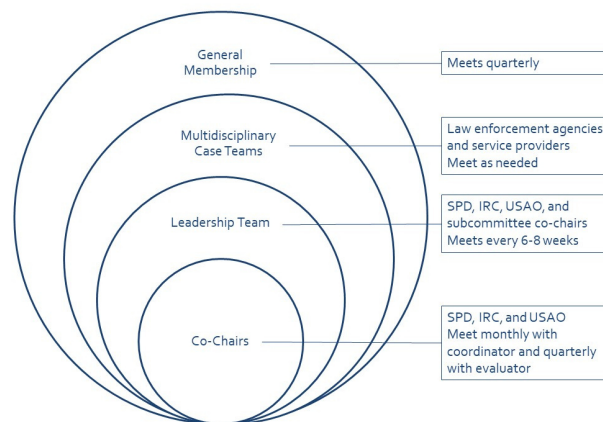 General
Membership
Meets quarterly
Multidisciplinary
Case Teams
Law enforcement agencies
and service providers
Meet as needed
Leadership Team
SPD, IRC, USAO, and
subcommittee co-chairs
Meets every 6-8 weeks
Co-Chairs
SPD, IRC, and USAO
Meet monthly with
coordinator and quarterly
with evaluator